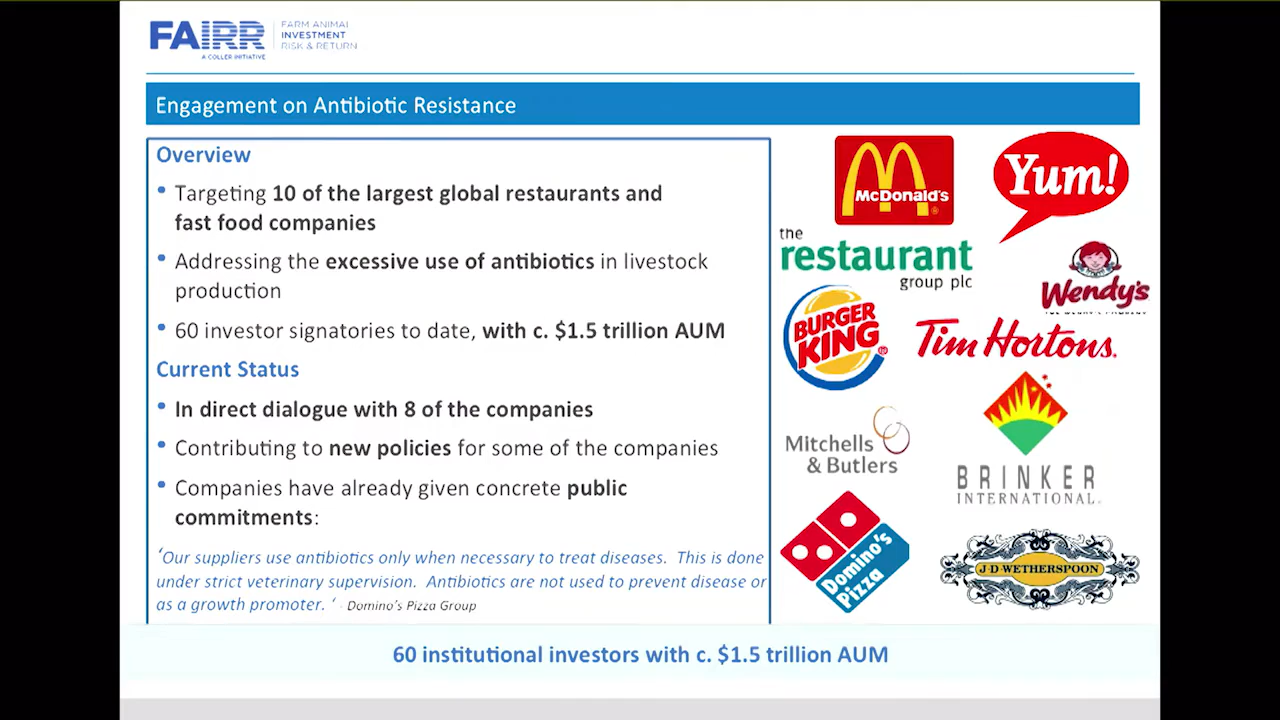 FAIRR
A COLLER INITIATIVE
FARM ANIMAL
INVESTMENT
RISK & RETURN
Engagement on Antibiotic Resistance
Overview
• Targeting 10 of the largest global restaurants and
fast food companies
• Addressing the excessive use of antibiotics in livestock
production
• 60 investor signatories to date, with c. $1.5 trillion AUM
Current Status
• In direct dialogue with 8 of the companies
• Contributing to new policies for some of the companies
• Companies have already given concrete public
commitments:
‘Our suppliers use antibiotics only when necessary to treat diseases. This is done
under strict veterinary supervision. Antibiotics are not used to prevent disease or
as a growth promoter. ‘ - Domino’s Pizza Group
McDonald's
Yum!
the
restaurant
group plc
Wendy's
BURGER
KING
Tim Hortons.
Mitchells
& Butlers
BRINKER
INTERNATIONAL
Domino's
Pizza
J·D·WETHERSPOON
60 institutional investors with c. $1.5 trillion AUM